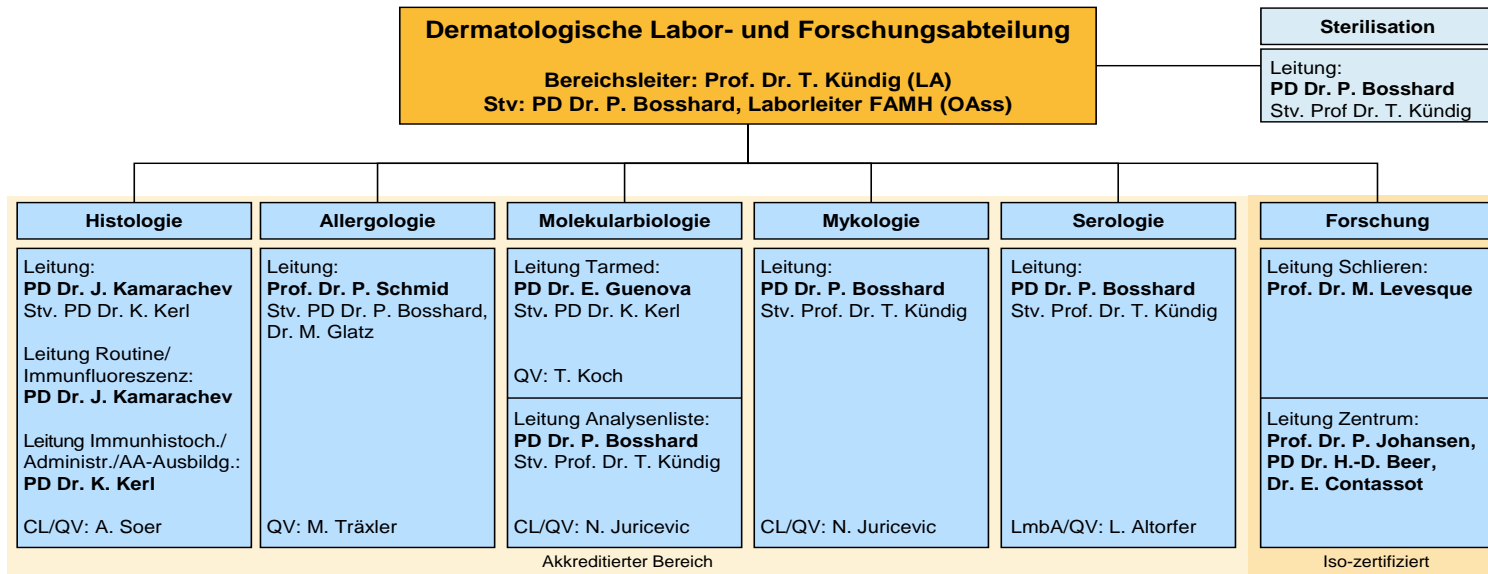 Dermatologische Labor- und Forschungsabteilung
Bereichsleiter: Prof. Dr. T. Kündig (LA)
Stv: PD Dr. P. Bosshard, Laborleiter FAMH (OAss)
Sterilisation
Leitung:
PD Dr. P. Bosshard
Stv. Prof Dr. T. Kündig
Histologie
Leitung:
PD Dr. J. Kamarachev
Stv. PD Dr. K. Kerl
Leitung Routine/
Immunfluoreszenz:
PD Dr. J. Kamarachev
Leitung Immunhistoch./
Administr./AA-Ausbildg.:
PD Dr. K. Kerl
CL/QV: A. Soer
Allergologie
Leitung:
Prof. Dr. P. Schmid
Stv. PD Dr. P. Bosshard,
Dr. M. Glatz
QV: M. Träxler
Molekularbiologie
Leitung Tarmed:
PD Dr. E. Guenova
Stv. PD Dr. K. Kerl
QV: T. Koch
Leitung Analysenliste:
PD Dr. P. Bosshard
Stv. Prof. Dr. T. Kündig
CL/QV: N. Juricevic
Mykologie
Leitung:
PD Dr. P. Bosshard
Stv. Prof. Dr. T. Kündig
CL/QV: N. Juricevic
Serologie
Leitung:
PD Dr. P. Bosshard
Stv. Prof. Dr. T. Kündig
LmbA/QV: L. Altorfer
Forschung
Leitung Schlieren:
Prof. Dr. M. Levesque
Leitung Zentrum:
Prof. Dr. P. Johansen,
PD Dr. H.-D. Beer,
Dr. E. Contassot
Akkreditierter Bereich
Iso-zertifiziert